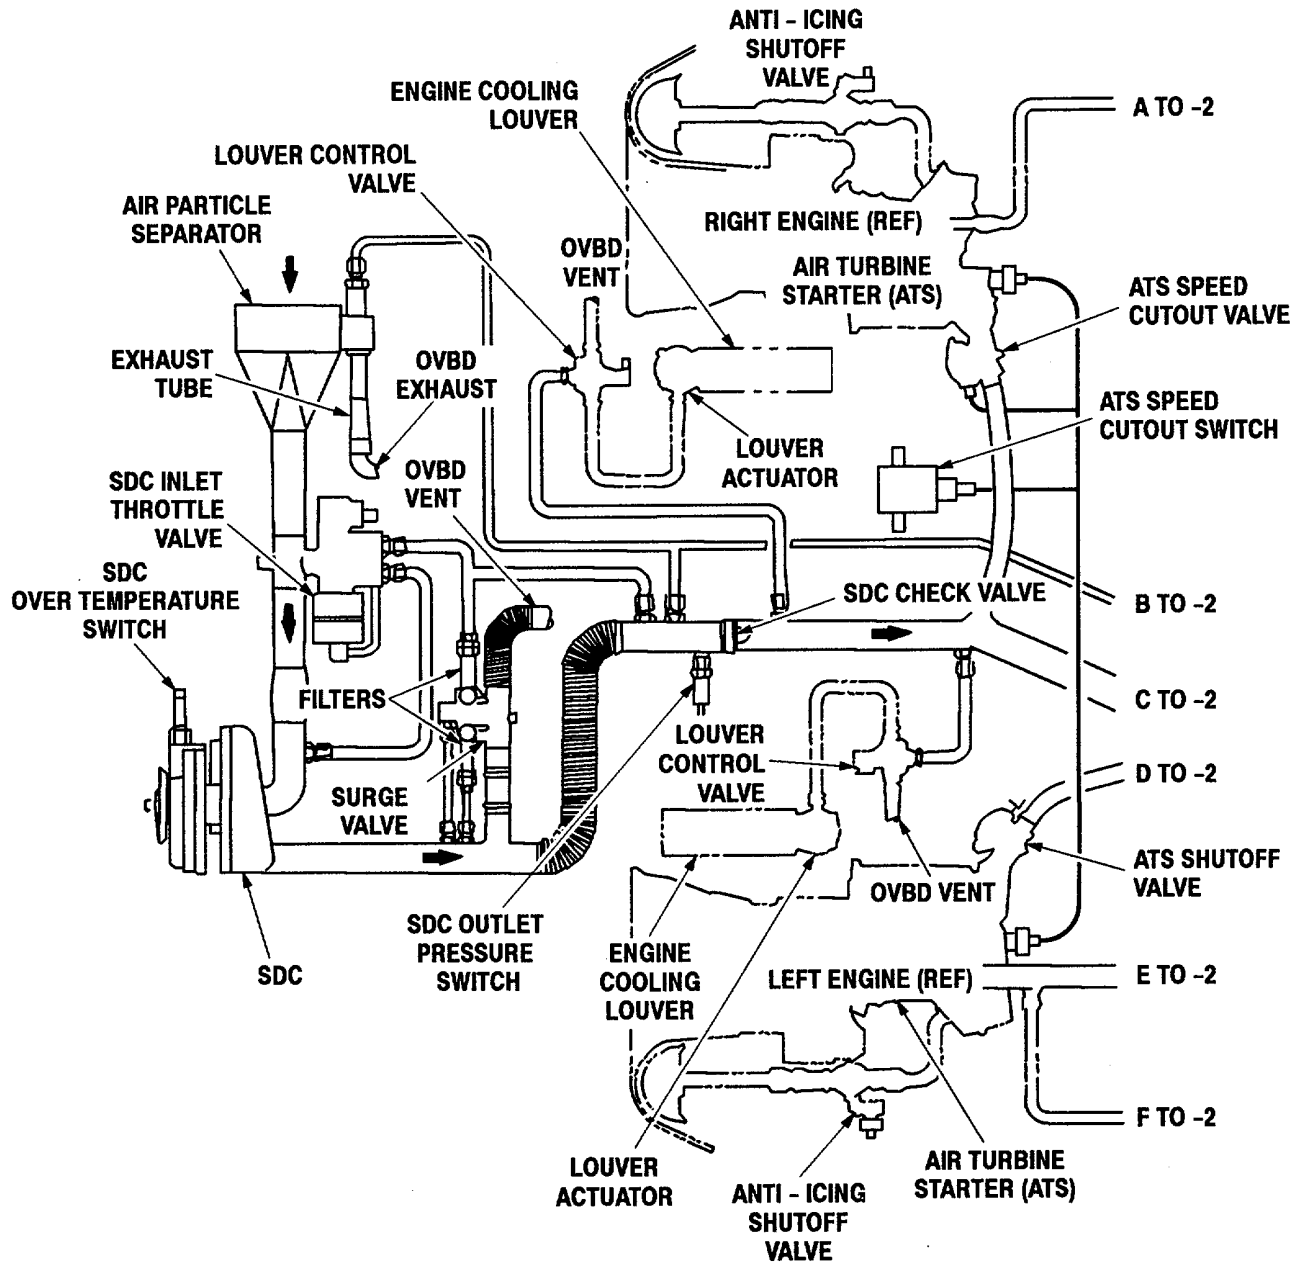 ANTI – ICING
SHUTOFF
VALVE
ENGINE COOLING
LOUVER
A TO –2
LOUVER CONTROL
VALVE
AIR PARTICLE
SEPARATOR
RIGHT ENGINE (REF)
OVBD
VENT
AIR TURBINE
STARTER (ATS)
ATS SPEED
CUTOUT VALVE
EXHAUST
TUBE
OVBD
EXHAUST
ATS SPEED
CUTOUT SWITCH
LOUVER
ACTUATOR
OVBD
VENT
SDC INLET
THROTTLE
VALVE
SDC
OVER TEMPERATURE
SWITCH
SDC CHECK VALVE
B TO –2
FILTERS
C TO –2
LOUVER
CONTROL
VALVE
D TO –2
SURGE
VALVE
ATS SHUTOFF
VALVE
OVBD VENT
SDC OUTLET
PRESSURE
SWITCH
SDC
ENGINE
COOLING
LOUVER
LEFT ENGINE (REF)
E TO –2
F TO –2
LOUVER
ACTUATOR
ANTI – ICING
SHUTOFF
VALVE
AIR TURBINE
STARTER (ATS)